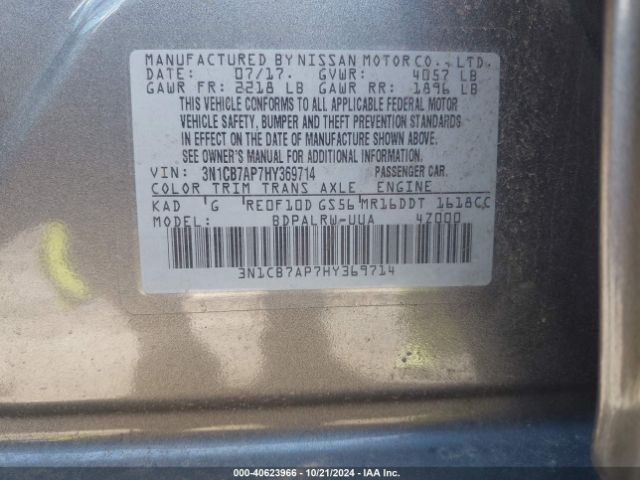 MANUFACTURED BY NISSAN MOTOR CO., LTD.
DATE: 07/17. GVWR: 4057 LB
GAWR FR: 2218 LB GAWR RR: 1896 LB
THIS VEHICLE CONFORMS TO ALL APPLICABLE FEDERAL MOTOR
VEHICLE SAFETY, BUMPER AND THEFT PREVENTION STANDARDS
IN EFFECT ON THE DATE OF MANUFACTURE SHOWN ABOVE.
SEE OWNER'S MANUAL FOR ADDITIONAL INFORMATION.
VIN: 3N1CB7AP7HY369714 PASSENGER CAR.
COLOR TRIM TRANS AXLE ENGINE
KAD G RE0F10D GS56 MR16DDT 1618CC
MODEL: BDPALRW-UUA 4Z000
3N1CB7AP7HY369714
000-40623966 - 10/21/2024 - IAA Inc.